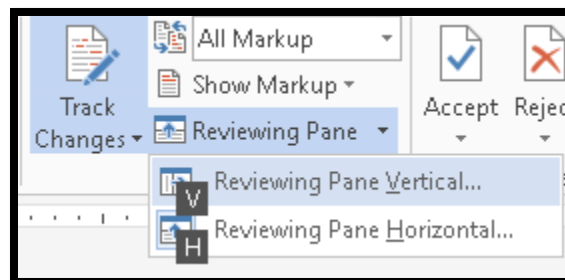 All Markup
Show Markup
Track Changes
Reviewing Pane
Accept
Reviewing Pane Vertical...
V
Reviewing Pane Horizontal...
H